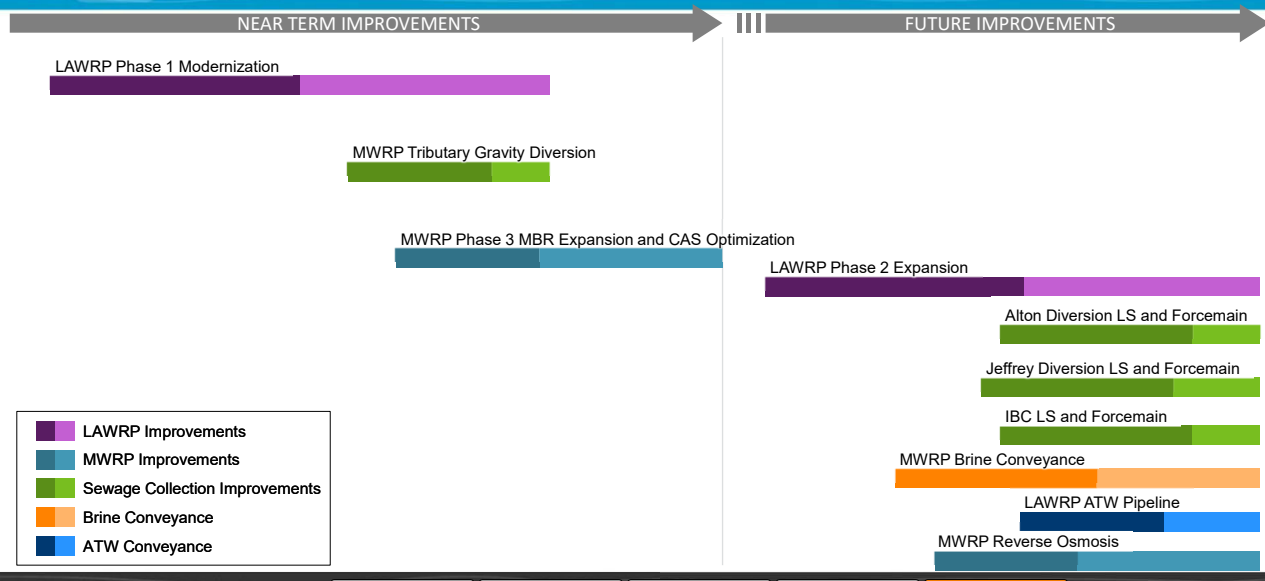 NEAR TERM IMPROVEMENTS
FUTURE IMPROVEMENTS
LAWRP Phase 1 Modernization
MWRP Tributary Gravity Diversion
MWRP Phase 3 MBR Expansion and CAS Optimization
LAWRP Phase 2 Expansion
Alton Diversion LS and Forcemain
Jeffrey Diversion LS and Forcemain
IBC LS and Forcemain
MWRP Brine Conveyance
LAWRP ATW Pipeline
MWRP Reverse Osmosis
LAWRP Improvements
MWRP Improvements
Sewage Collection Improvements
Brine Conveyance
ATW Conveyance